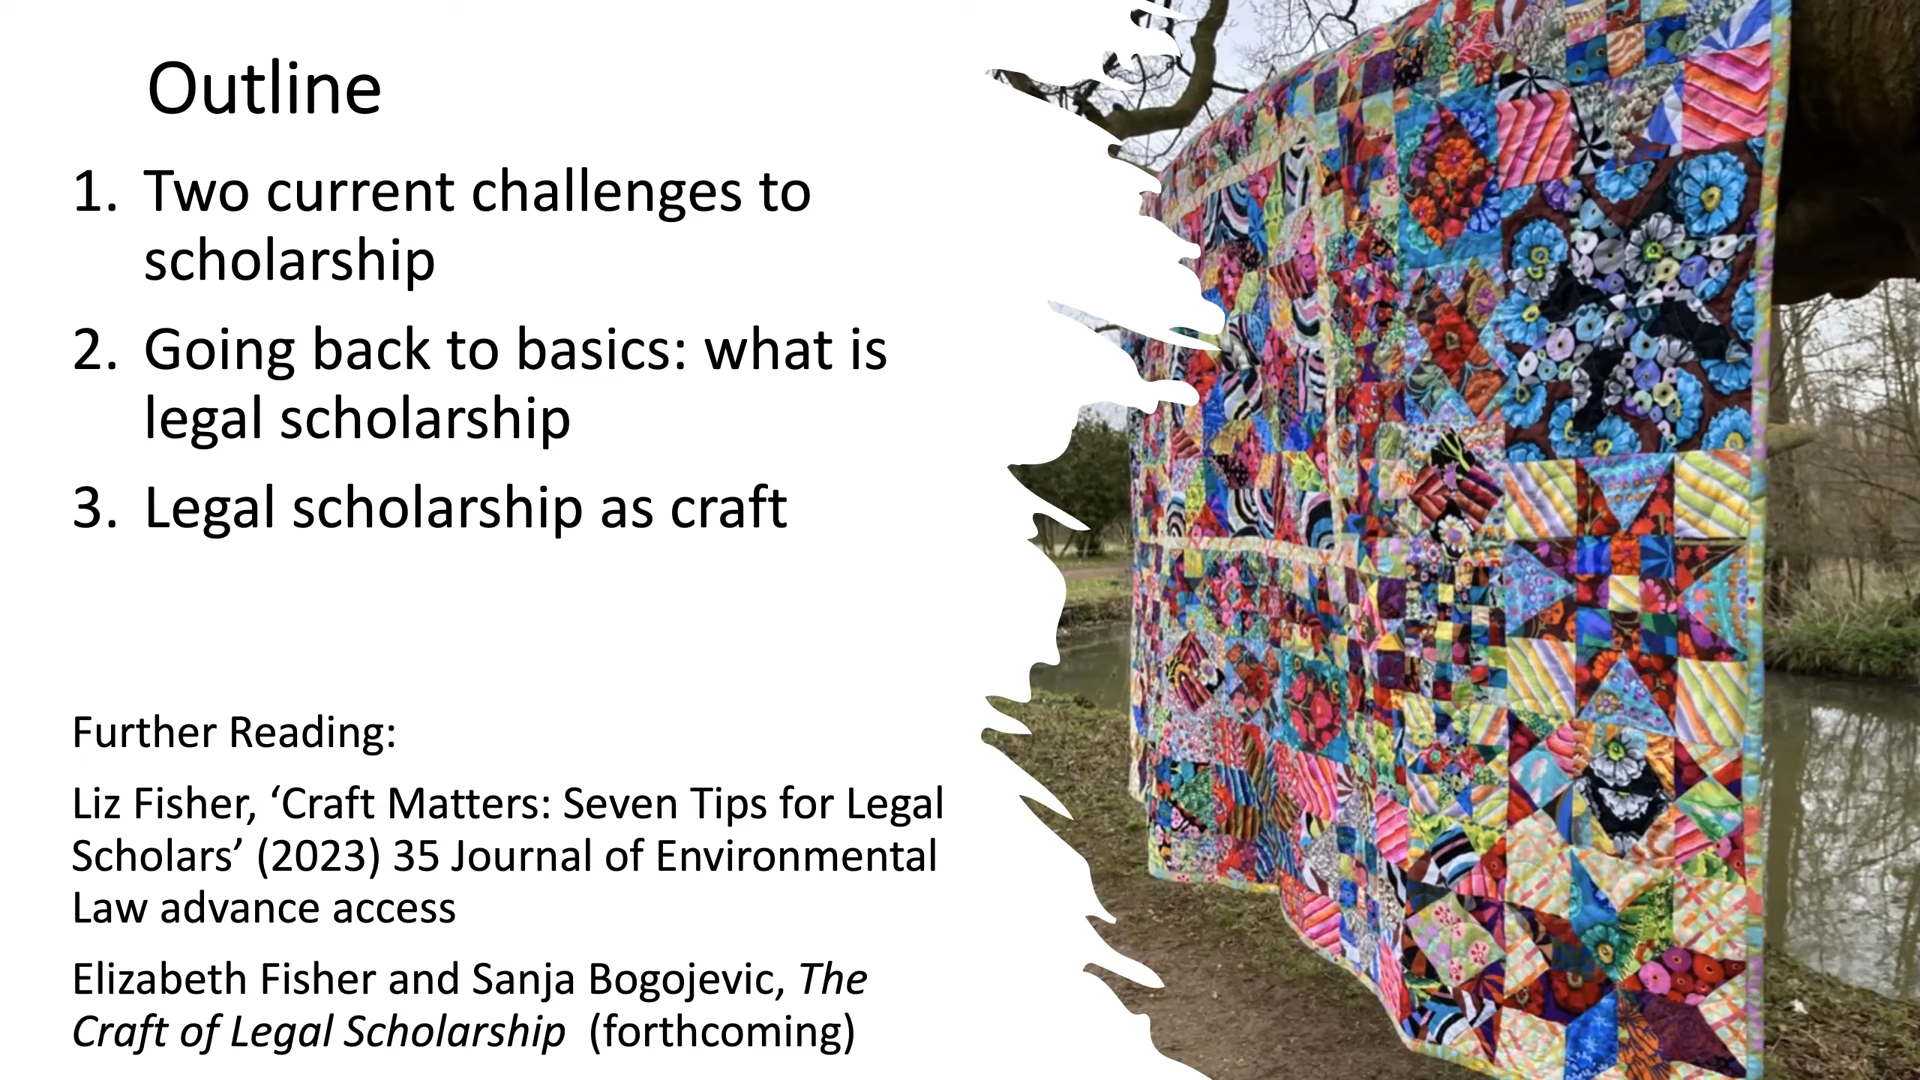 Outline
1. Two current challenges to
scholarship
2. Going back to basics: what is
legal scholarship
3. Legal scholarship as craft
Further Reading:
Liz Fisher, ‘Craft Matters: Seven Tips for Legal
Scholars’ (2023) 35 Journal of Environmental
Law advance access
Elizabeth Fisher and Sanja Bogojevic, The
Craft of Legal Scholarship (forthcoming)